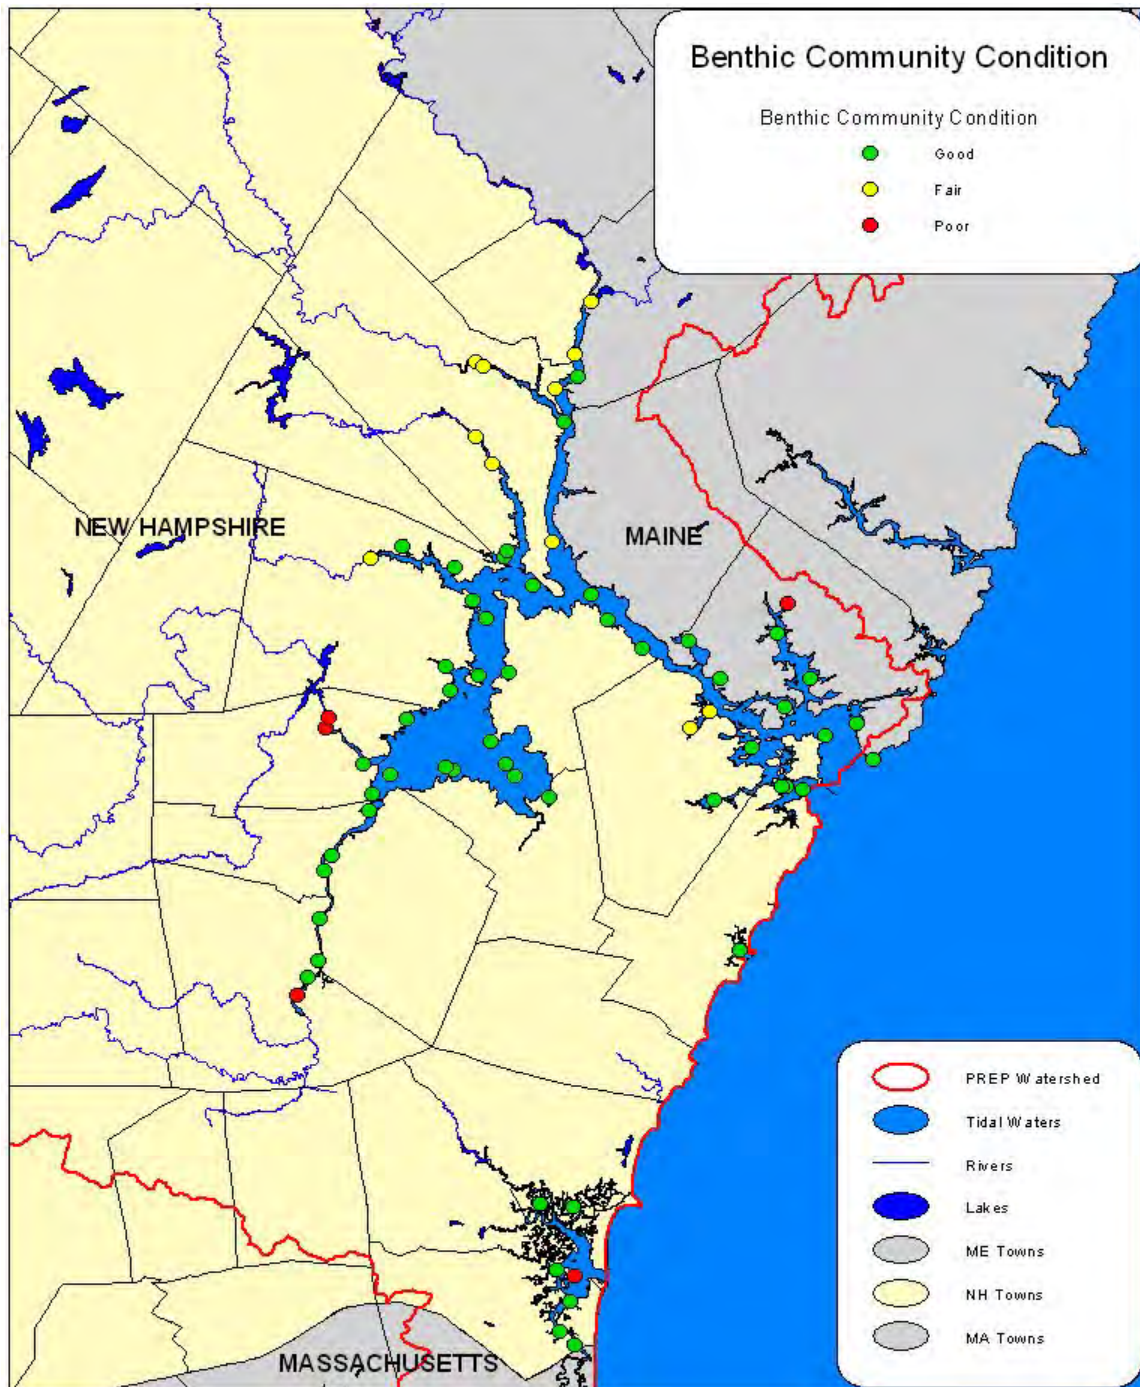 Benthic Community Condition
Benthic Community Condition
Good
Fair
Poor
NEW HAMPSHIRE
MAINE
PREP Watershed
Tidal Waters
Rivers
Lakes
ME Towns
NH Towns
MA Towns
MASSACHUSETTS